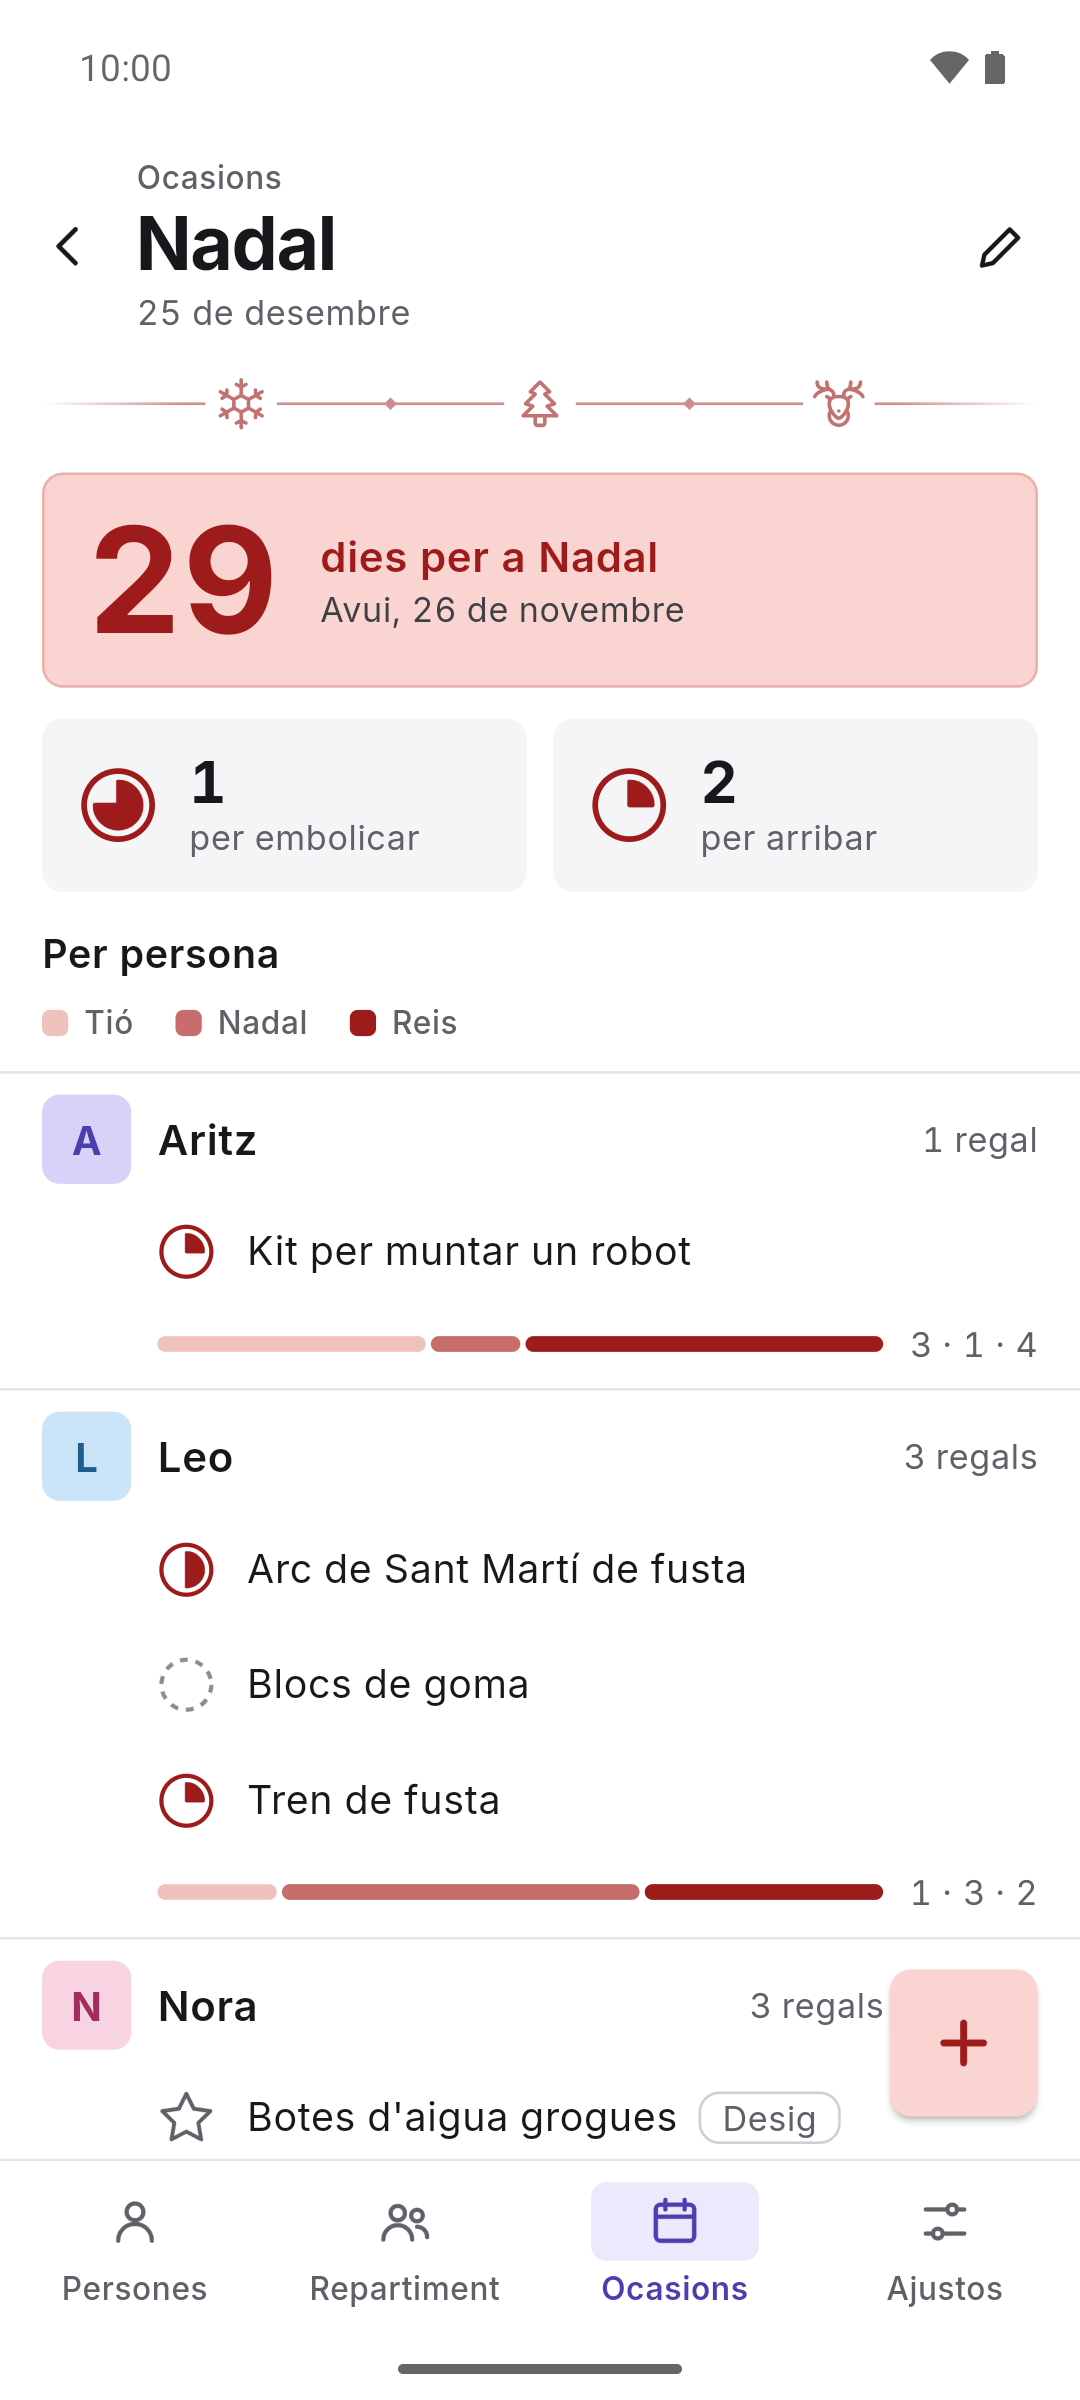 10:00
Ocasions
Nadal
25 de desembre
29
dies per a Nadal
Avui, 26 de novembre
1
per embolicar
2
per arribar
Per persona
Tió
Nadal
Reis
A
Aritz
1 regal
Kit per muntar un robot
3 · 1 · 4
L
Leo
3 regals
Arc de Sant Martí de fusta
Blocs de goma
Tren de fusta
1 · 3 · 2
N
Nora
3 regals
Botes d'aigua grogues
Desig
Persones
Repartiment
Ocasions
Ajustos